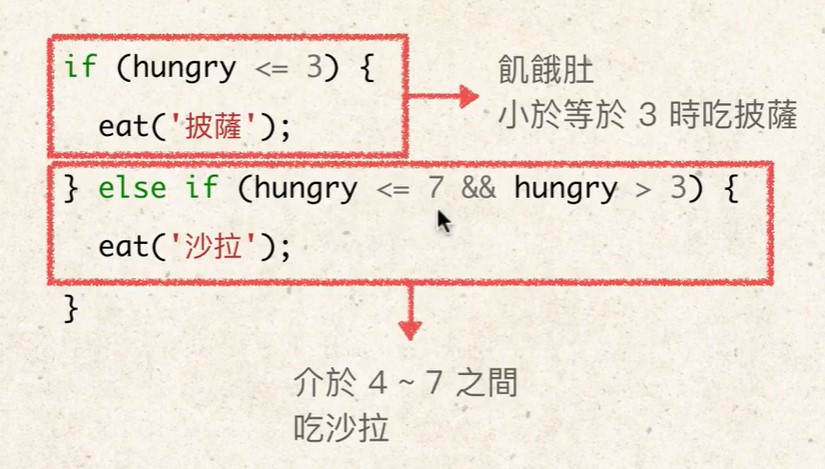 if (hungry <= 3) {
eat('披薩');
飢餓肚
小於等於 3 時吃披薩
} else if (hungry <= 7 && hungry > 3) {
eat('沙拉');
}
介於 4 ~ 7 之間
吃沙拉